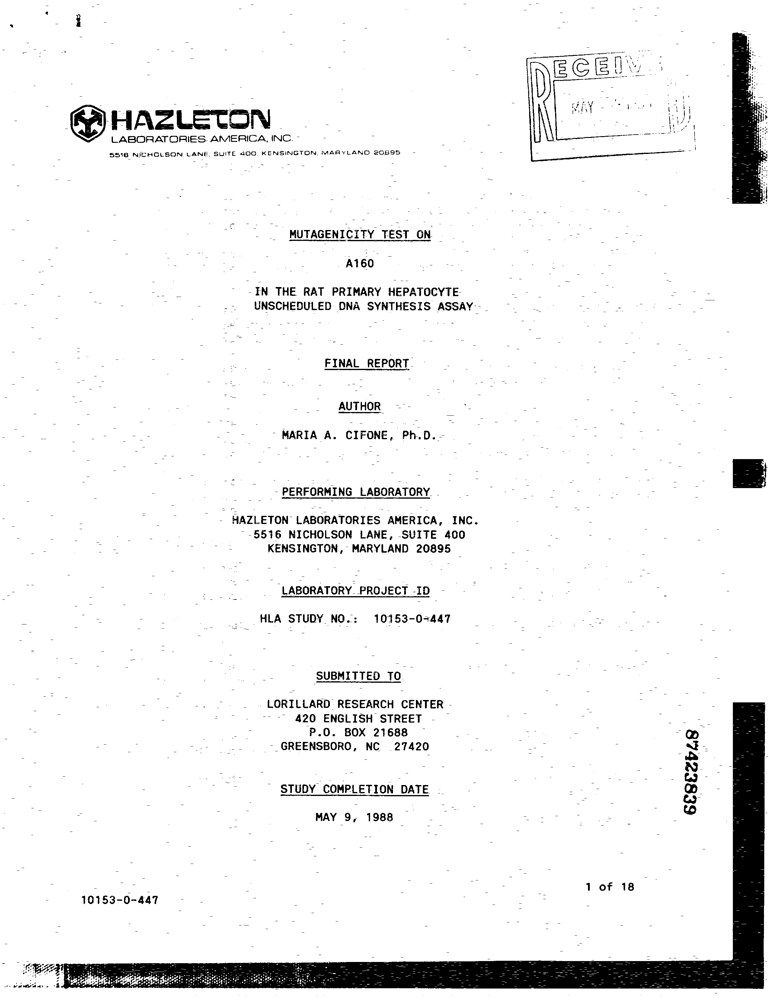 RECEIV
MAY
HAZLETON
LABORATORIES AMERICA, INC.
5516 NICHOLSON LANE, SUITE 400, KENSINGTON, MARYLAND 20895
MUTAGENICITY TEST ON
A160
IN THE RAT PRIMARY HEPATOCYTE
UNSCHEDULED DNA SYNTHESIS ASSAY
FINAL REPORT
AUTHOR
MARIA A. CIFONE, Ph.D.
PERFORMING LABORATORY
HAZLETON LABORATORIES AMERICA, INC.
5516 NICHOLSON LANE, SUITE 400
KENSINGTON, MARYLAND 20895
LABORATORY PROJECT ID
HLA STUDY NO.: 10153-0-447
SUBMITTED TO
LORILLARD RESEARCH CENTER
420 ENGLISH STREET
P.O. BOX 21688
GREENSBORO, NC 27420
STUDY COMPLETION DATE
MAY 9, 1988
87423839
1 of 18
10153-0-447